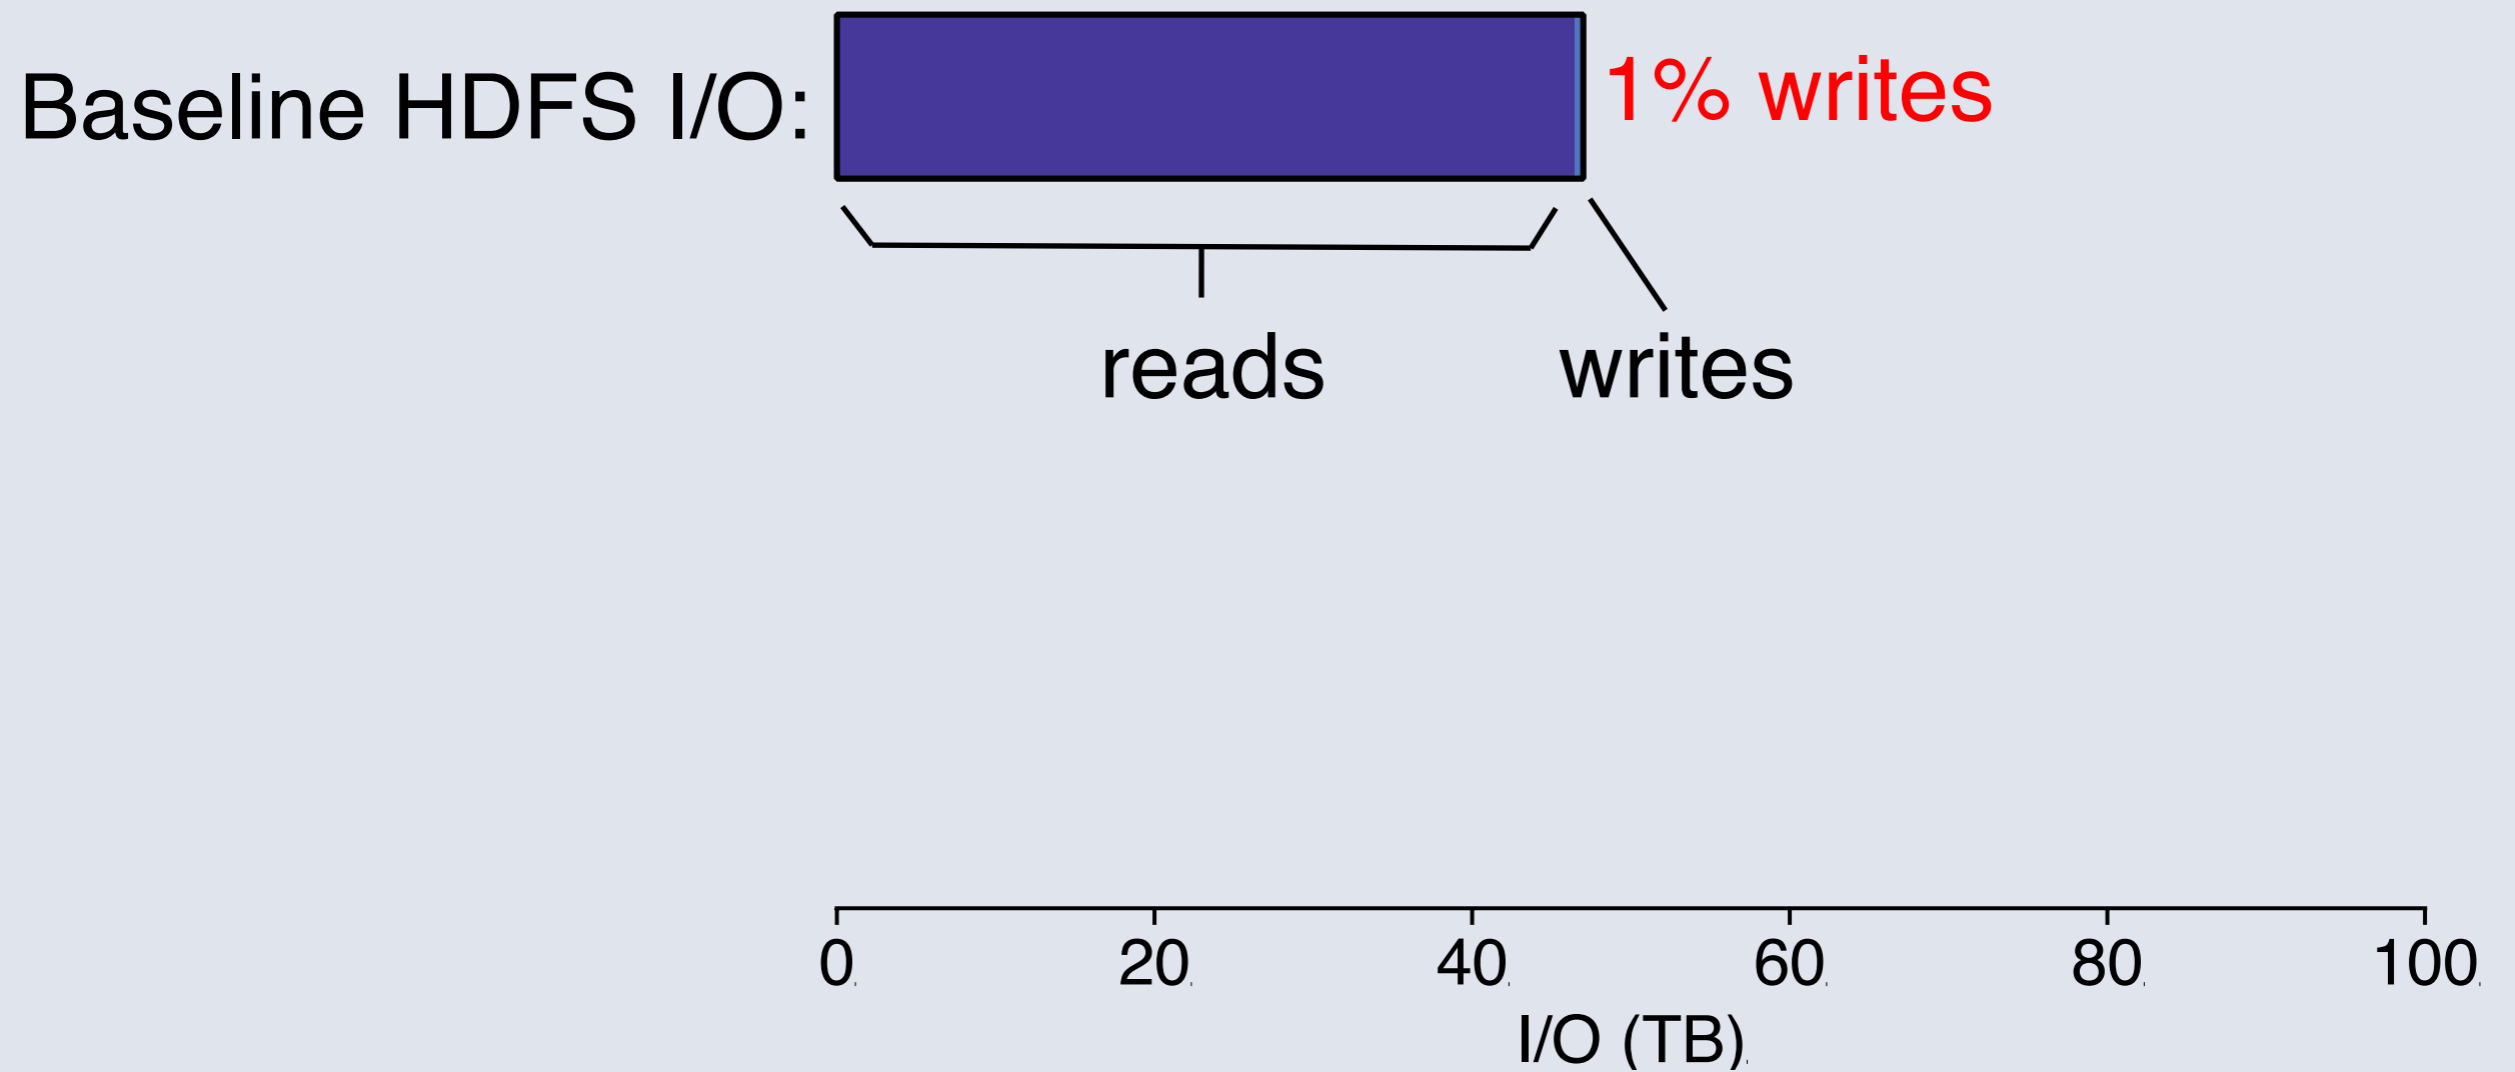 Baseline HDFS I/O:
1% writes
reads
writes
0
20
40
60
80
100
I/O (TB)